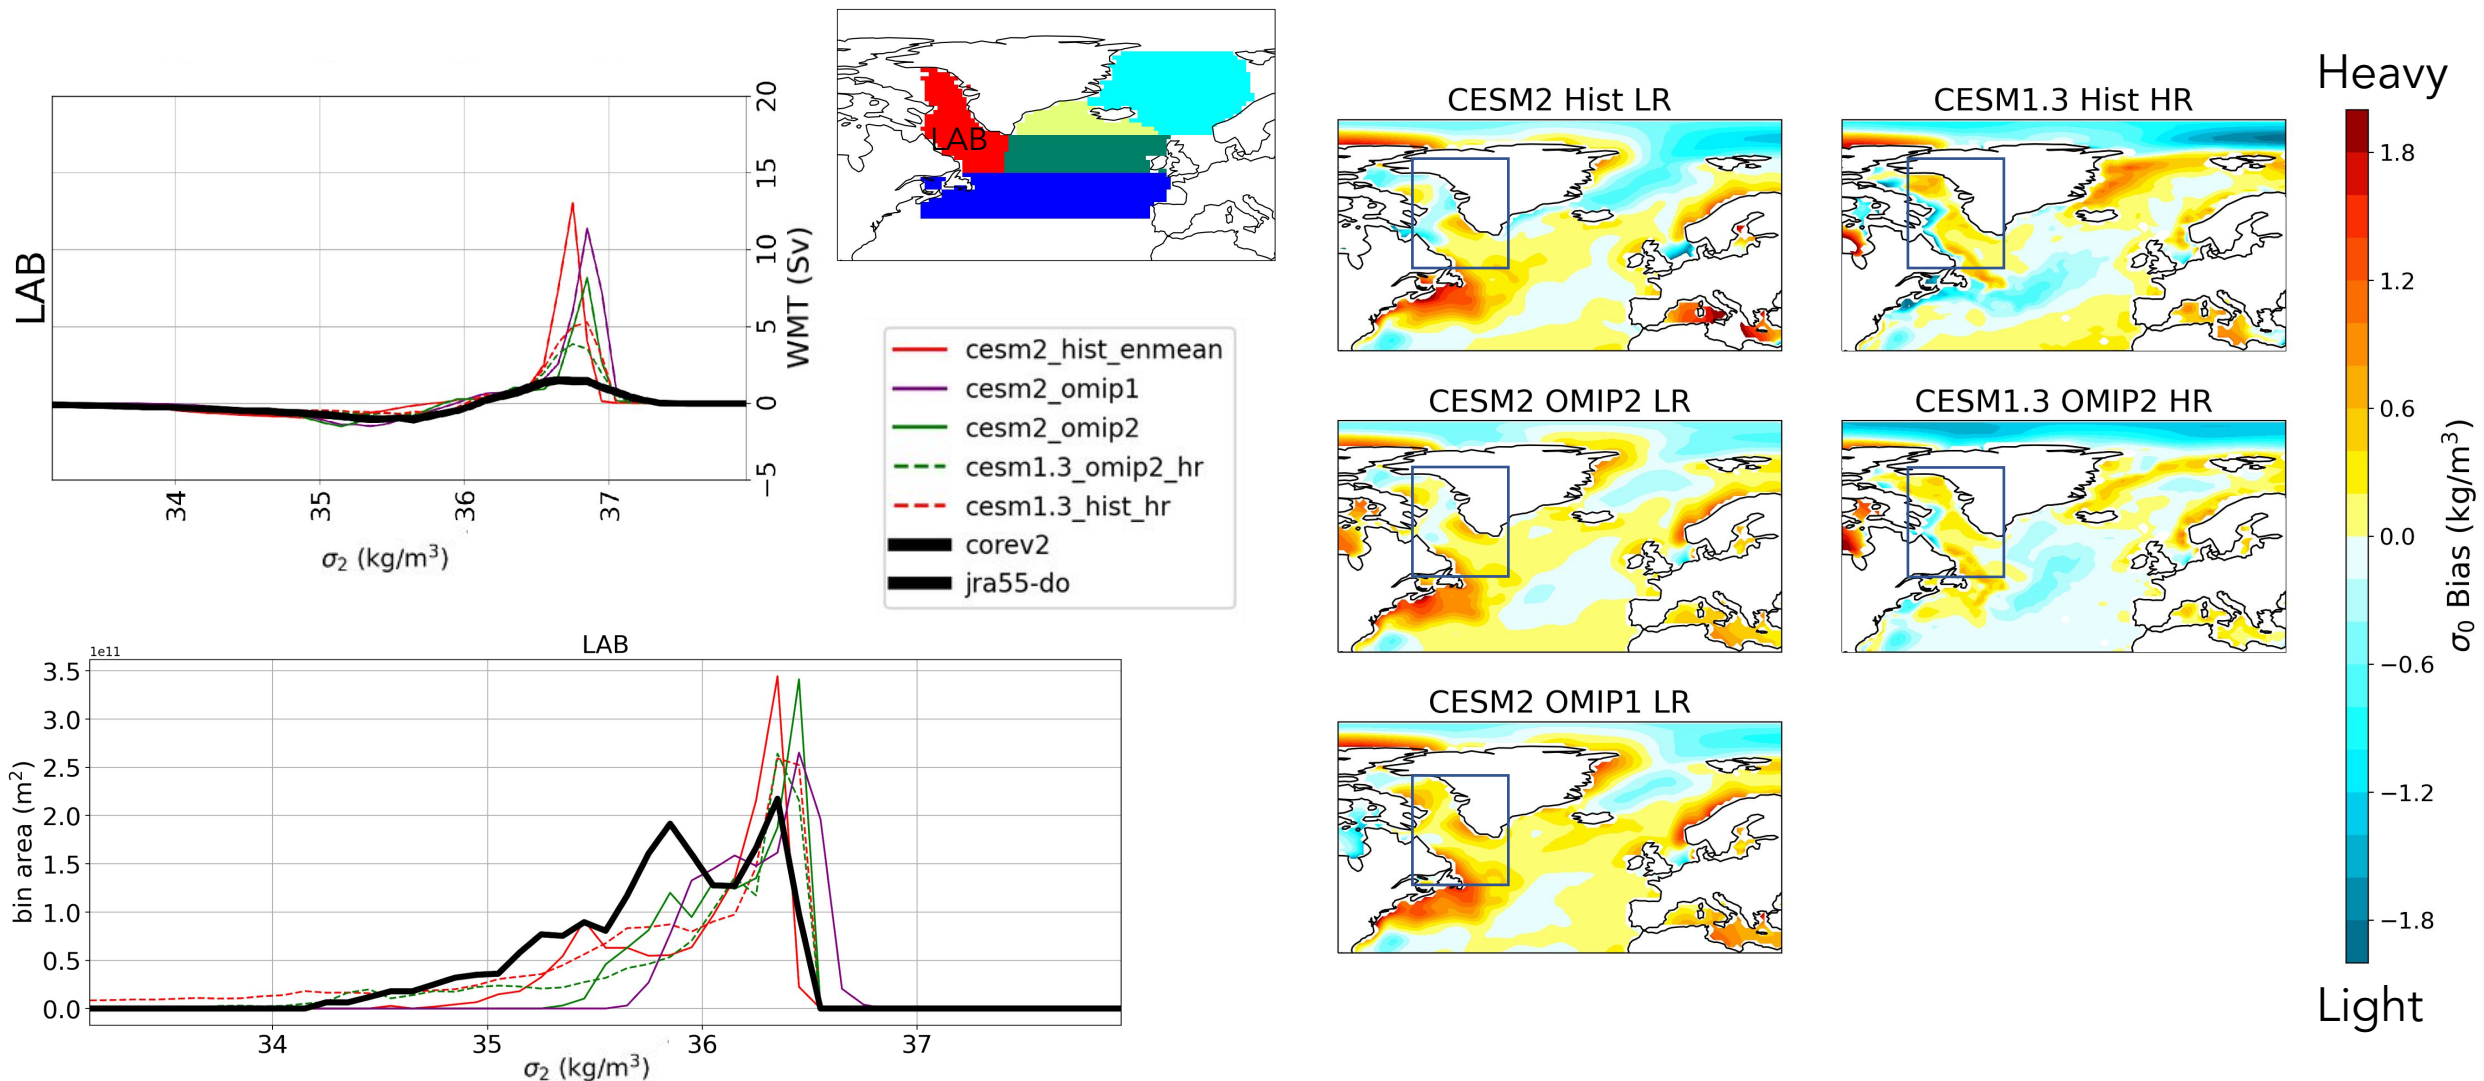 20
15
10
5
0
−5
WMT (Sv)
LAB
34
35
36
37
σ2 (kg/m³)
LAB
cesm2_hist_enmean
cesm2_omip1
cesm2_omip2
cesm1.3_omip2_hr
cesm1.3_hist_hr
corev2
jra55-do
LAB
1e11
3.5
3.0
2.5
2.0
1.5
1.0
0.5
0.0
bin area (m²)
34
35
36
37
σ2 (kg/m³)
CESM2 Hist LR
CESM1.3 Hist HR
CESM2 OMIP2 LR
CESM1.3 OMIP2 HR
CESM2 OMIP1 LR
Heavy
1.8
1.2
0.6
0.0
−0.6
−1.2
−1.8
σ0 Bias (kg/m³)
Light